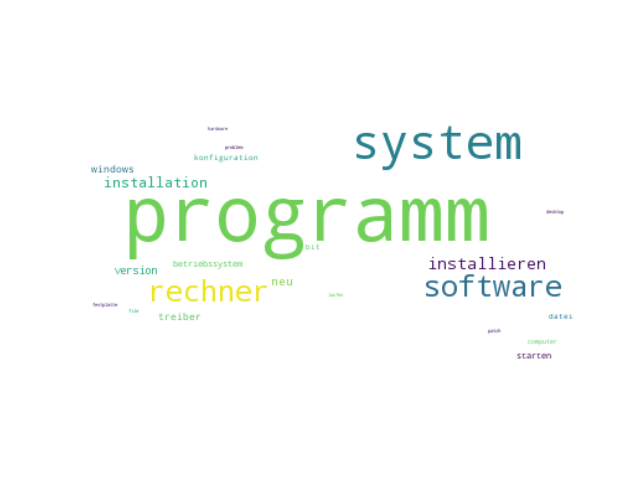 hardware
system
problem
konfiguration
windows
installation
programm
desktop
bit
betriebssystem
installieren
version
neu
rechner
software
festplatte
file
treiber
datei
patch
computer
starten